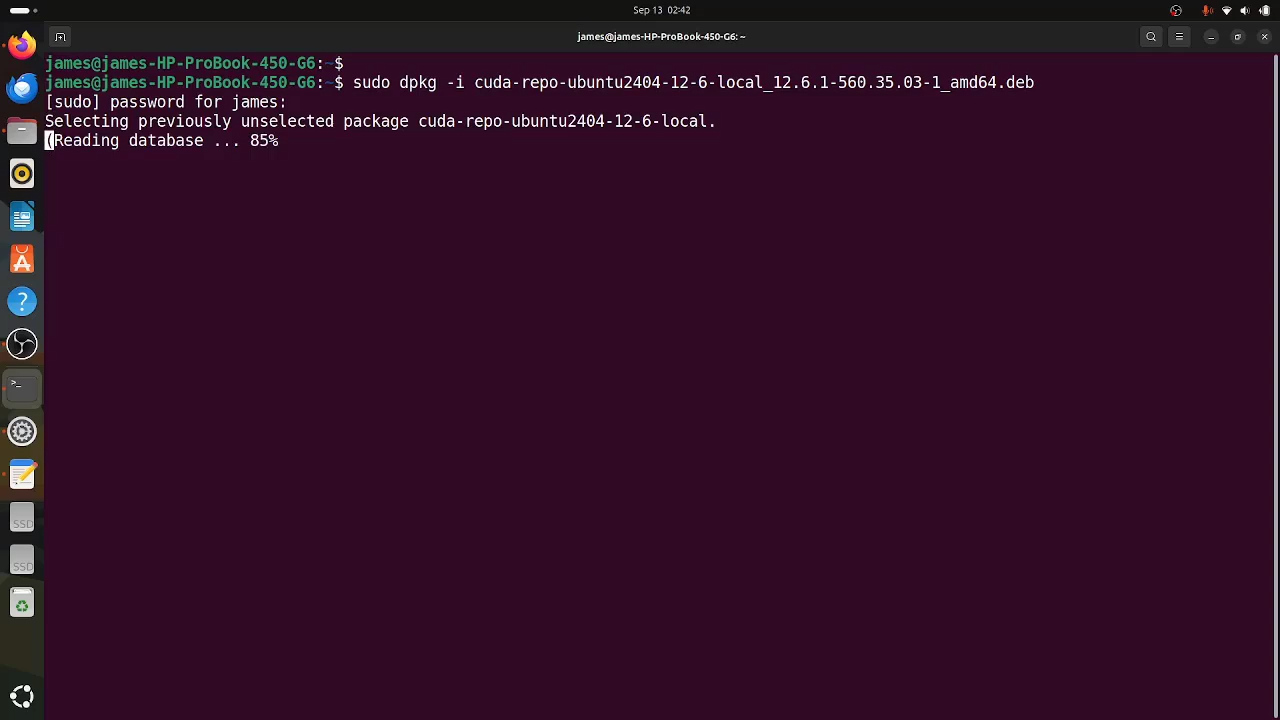 Sep 13 02:42
james@james-HP-ProBook-450-G6: ~
james@james-HP-ProBook-450-G6:~$
james@james-HP-ProBook-450-G6:~$ sudo dpkg -i cuda-repo-ubuntu2404-12-6-local_12.6.1-560.35.03-1_amd64.deb
[sudo] password for james:
Selecting previously unselected package cuda-repo-ubuntu2404-12-6-local.
(Reading database ... 85%
SSD
SSD